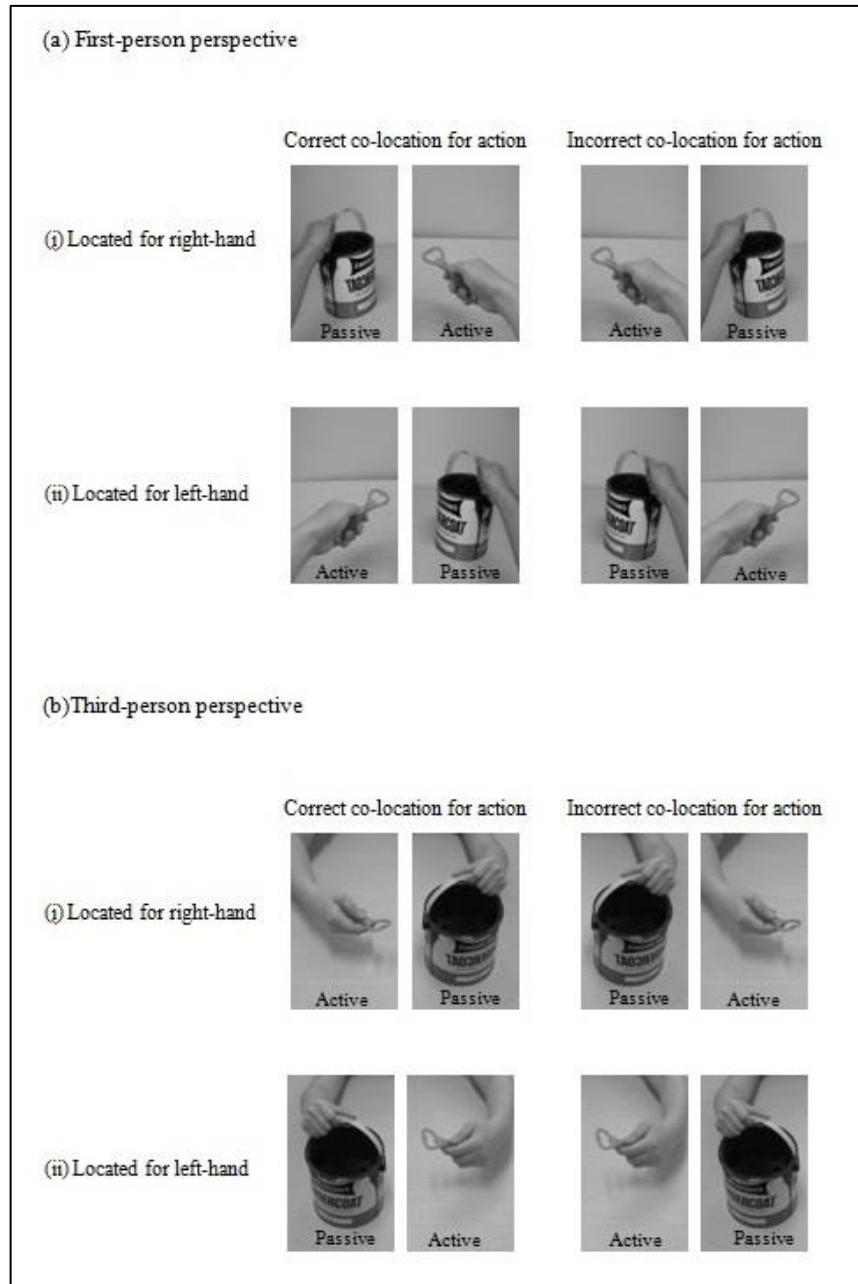 (a) First-person perspective
Correct co-location for action Incorrect co-location for action
(i) Located for right-hand
Passive Active Active Passive
(ii) Located for left-hand
Active Passive Passive Active
(b)Third-person perspective
Correct co-location for action Incorrect co-location for action
(i) Located for right-hand
Active Passive Passive Active
(ii) Located for left-hand
Passive Active Active Passive